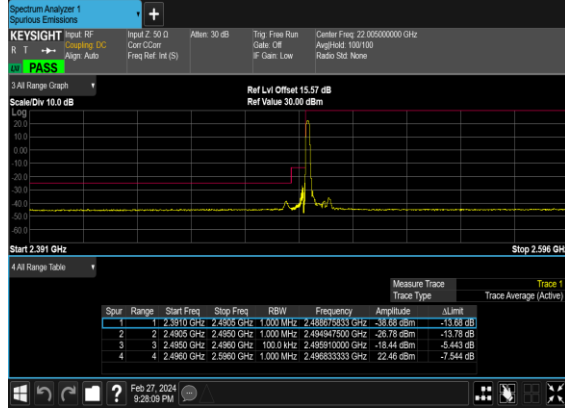 Spectrum Analyzer 1
Spurious Emissions
+
KEYSIGHT Input: RF Input Z: 50 Ω Atten: 30 dB Trig: Free Run Center Freq: 22.005000000 GHz
R T Coupling: DC Corr CCorr Gate: Off Avg|Hold: 100/100
Align: Auto Freq Ref: Int (S) IF Gain: Low Radio Std: None
PASS
3 All Range Graph Ref Lvl Offset 15.57 dB
Scale/Div 10.0 dB Ref Value 30.00 dBm
Log
20.0
10.0
0.00
-10.0
-20.0
-30.0
-40.0
-50.0
-60.0
Start 2.391 GHz Stop 2.596 GH
4 All Range Table
Measure Trace Trace 1
Trace Type Trace Average (Active)
Spur Range Start Freq Stop Freq RBW Frequency Amplitude ΔLimit
1 1 2.3910 GHz 2.4905 GHz 1.000 MHz 2.488675833 GHz -38.68 dBm -13.68 dB
2 2 2.4905 GHz 2.4950 GHz 1.000 MHz 2.494947500 GHz -26.78 dBm -13.78 dB
3 3 2.4950 GHz 2.4960 GHz 100.0 kHz 2.495910000 GHz -18.44 dBm -5.443 dB
4 4 2.4960 GHz 2.5960 GHz 1.000 MHz 2.496833333 GHz 22.46 dBm -7.544 dB
? Feb 27, 2024
9:28:09 PM